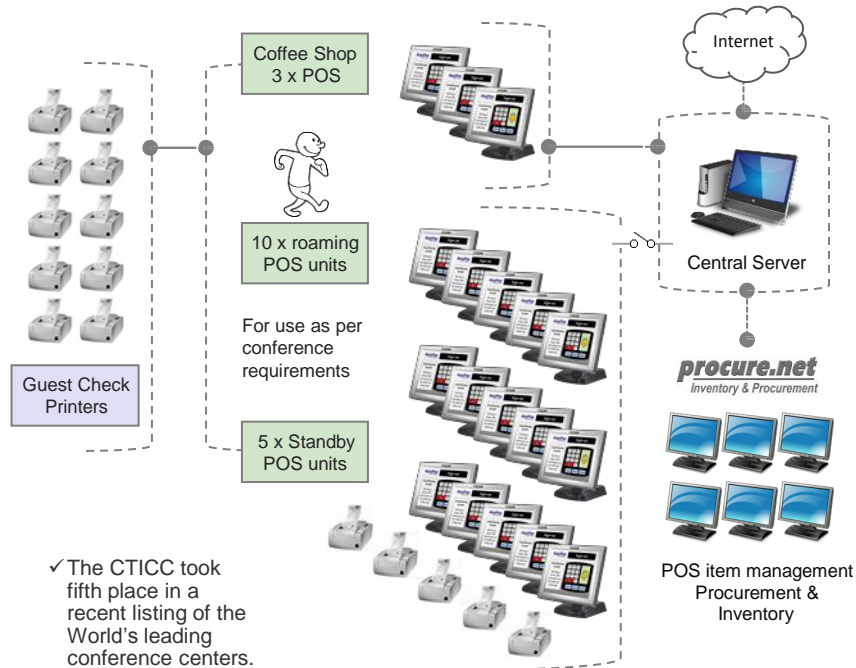 Coffee Shop
3 x POS
Internet
10 x roaming
POS units
Central Server
For use as per
conference
requirements
procure.net
Inventory & Procurement
Guest Check
Printers
5 x Standby
POS units
✓ The CTICC took
fifth place in a
recent listing of the
World's leading
conference centers.
POS item management
Procurement &
Inventory